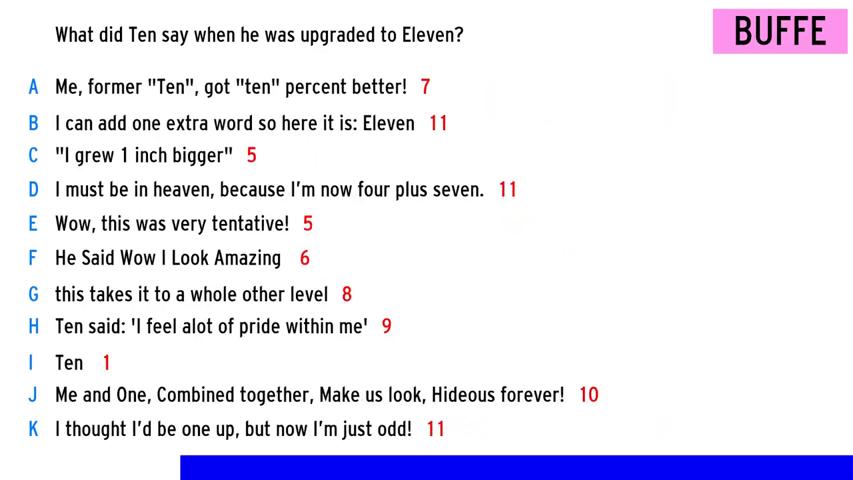 What did Ten say when he was upgraded to Eleven?
BUFFE
A Me, former "Ten", got "ten" percent better! 7
B I can add one extra word so here it is: Eleven 11
C "I grew 1 inch bigger" 5
D I must be in heaven, because I'm now four plus seven. 11
E Wow, this was very tentative! 5
F He Said Wow I Look Amazing 6
G this takes it to a whole other level 8
H Ten said: 'I feel alot of pride within me' 9
I Ten 1
J Me and One, Combined together, Make us look, Hideous forever! 10
K I thought I'd be one up, but now I'm just odd! 11